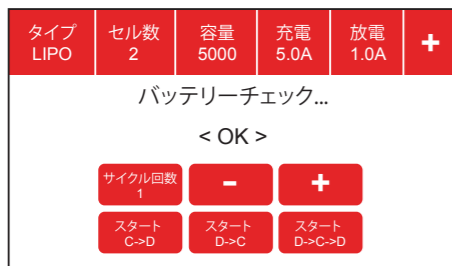 タイプ セル数 容量 充電 放電 +
LIPO 2 5000 5.0A 1.0A
バッテリーチェック...
< OK >
サイクル回数 - +
1
スタート スタート スタート
C->D D->C D->C->D